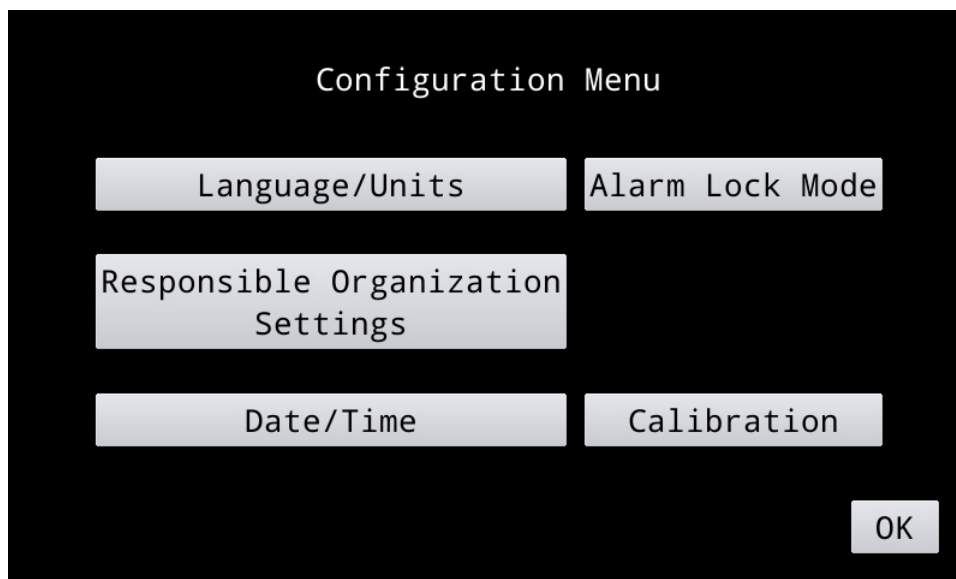 Configuration Menu
Language/Units
Alarm Lock Mode
Responsible Organization
Settings
Date/Time
Calibration
OK